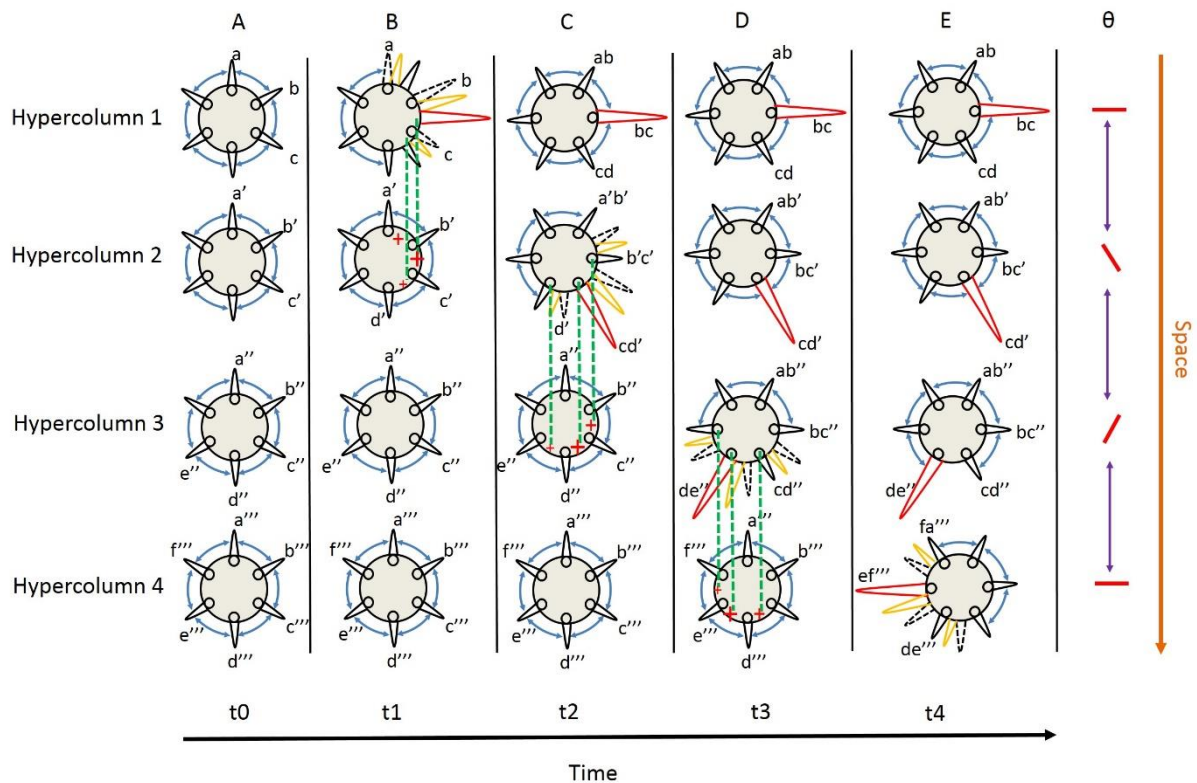 A B C D E θ
Hypercolumn 1
a b c
a b c
ab bc cd
ab bc cd
ab bc cd
Hypercolumn 2
a' b' c'
a' b' c' d'
a'b' b'c' cd' d'
ab' bc' cd'
ab' bc' cd'
Hypercolumn 3
a'' b'' c'' d'' e''
a'' b'' c'' d'' e''
a'' b'' c'' d'' e''
ab'' bc'' cd'' de''
ab'' bc'' cd'' de''
Hypercolumn 4
a''' b''' c''' d''' e''' f''''
a''' b''' c''' d''' e''' f''''
a''' b''' c''' d''' e''' f''''
a''' b''' c''' d''' e''' f''''
fa''' ef''' de'''
Space
t0 t1 t2 t3 t4
Time